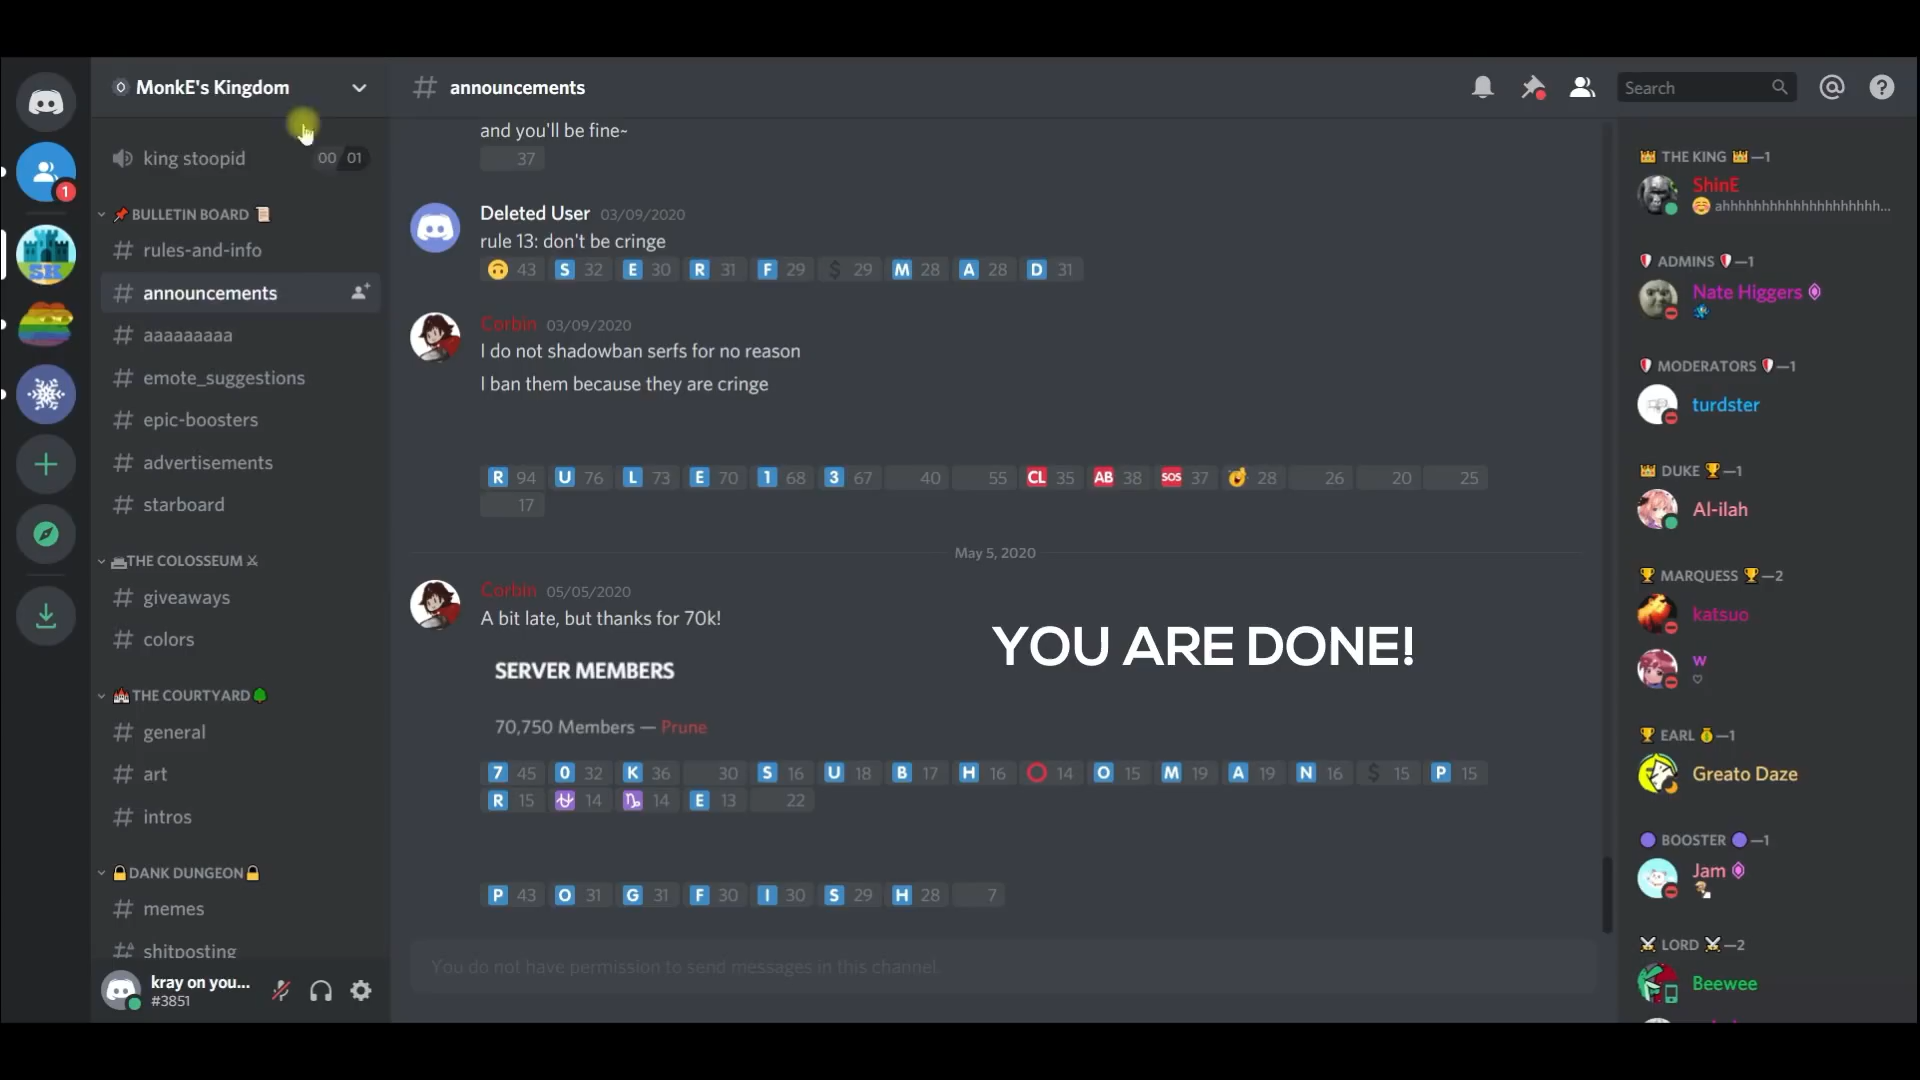 MonkE's Kingdom
king stoopid 00 01
BULLETIN BOARD
rules-and-info
announcements
aaaaaaaaa
emote_suggestions
epic-boosters
advertisements
starboard
THE COLOSSEUM
giveaways
colors
THE COURTYARD
general
art
intros
DANK DUNGEON
memes
shitposting
kray on you...
#3851
1
SK
# announcements
Search
and you'll be fine~
37
Deleted User 03/09/2020
rule 13: don't be cringe
43 S 32 E 30 R 31 F 29 $ 29 M 28 A 28 D 31
Corbin 03/09/2020
I do not shadowban serfs for no reason
I ban them because they are cringe
R 94 U 76 L 73 E 70 1 68 3 67 40 55 CL 35 AB 38 SOS 37 28 26 20 25
17
May 5, 2020
Corbin 05/05/2020
A bit late, but thanks for 70k!
YOU ARE DONE!
SERVER MEMBERS
70,750 Members — Prune
7 45 0 32 K 36 30 S 16 U 18 B 17 H 16 14 O 15 M 19 A 19 N 16 $ 15 P 15
R 15 14 14 E 13 22
P 43 O 31 G 31 F 30 I 30 S 29 H 28 7
You do not have permission to send messages in this channel.
THE KING —1
ShinE
ahhhhhhhhhhhhhhhhhhh...
ADMINS —1
Nate Higgers
MODERATORS —1
turdster
DUKE —1
Al-ilah
MARQUESS —2
katsuo
w
EARL —1
Greato Daze
BOOSTER —1
Jam
LORD —2
Beewee